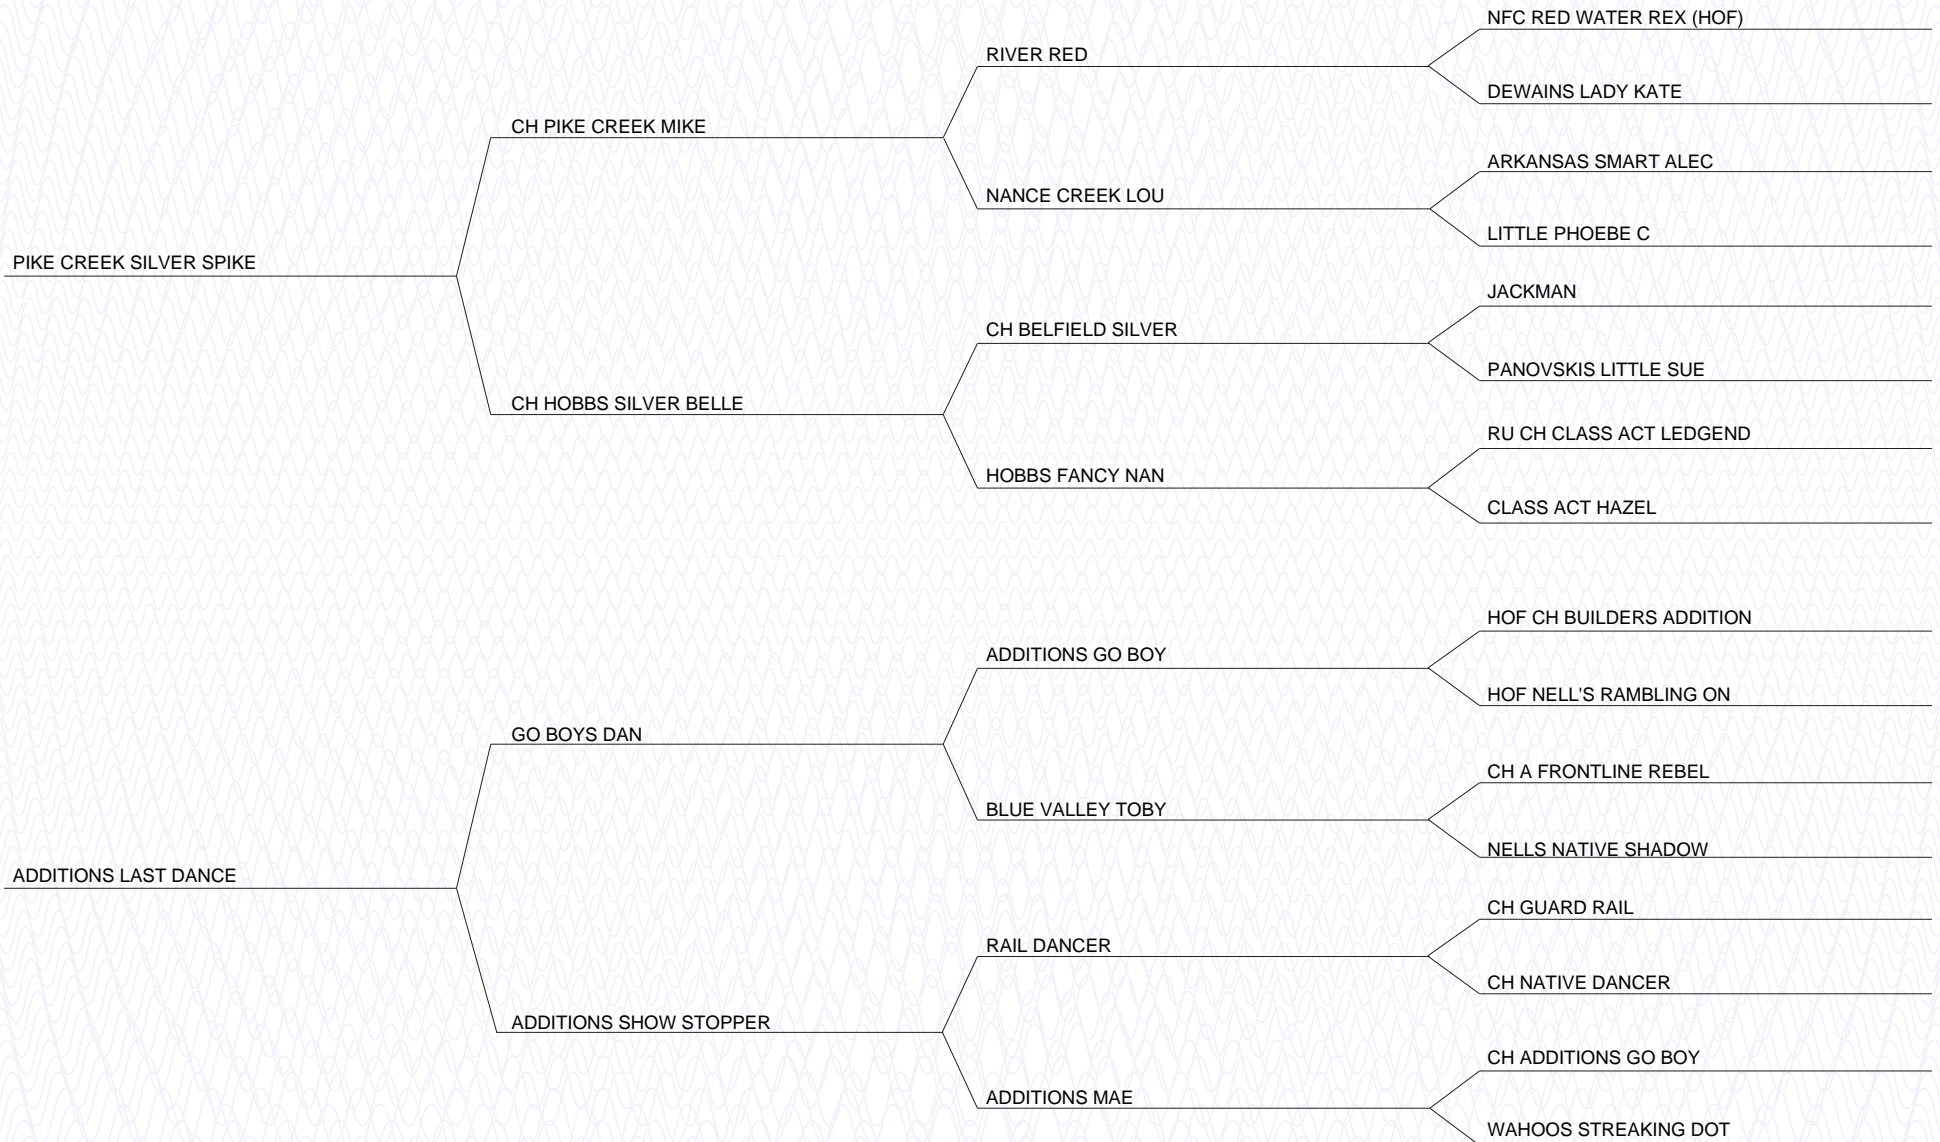 NFC RED WATER REX (HOF)
RIVER RED
DEWAINS LADY KATE
CH PIKE CREEK MIKE
ARKANSAS SMART ALEC
NANCE CREEK LOU
LITTLE PHOEBE C
PIKE CREEK SILVER SPIKE
JACKMAN
CH BELFIELD SILVER
PANOVSKIS LITTLE SUE
CH HOBBS SILVER BELLE
RU CH CLASS ACT LEDGEND
HOBBS FANCY NAN
CLASS ACT HAZEL
HOF CH BUILDERS ADDITION
ADDITIONS GO BOY
HOF NELL'S RAMBLING ON
GO BOYS DAN
CH A FRONTLINE REBEL
BLUE VALLEY TOBY
NELLS NATIVE SHADOW
ADDITIONS LAST DANCE
CH GUARD RAIL
RAIL DANCER
CH NATIVE DANCER
ADDITIONS SHOW STOPPER
CH ADDITIONS GO BOY
ADDITIONS MAE
WAHOOS STREAKING DOT